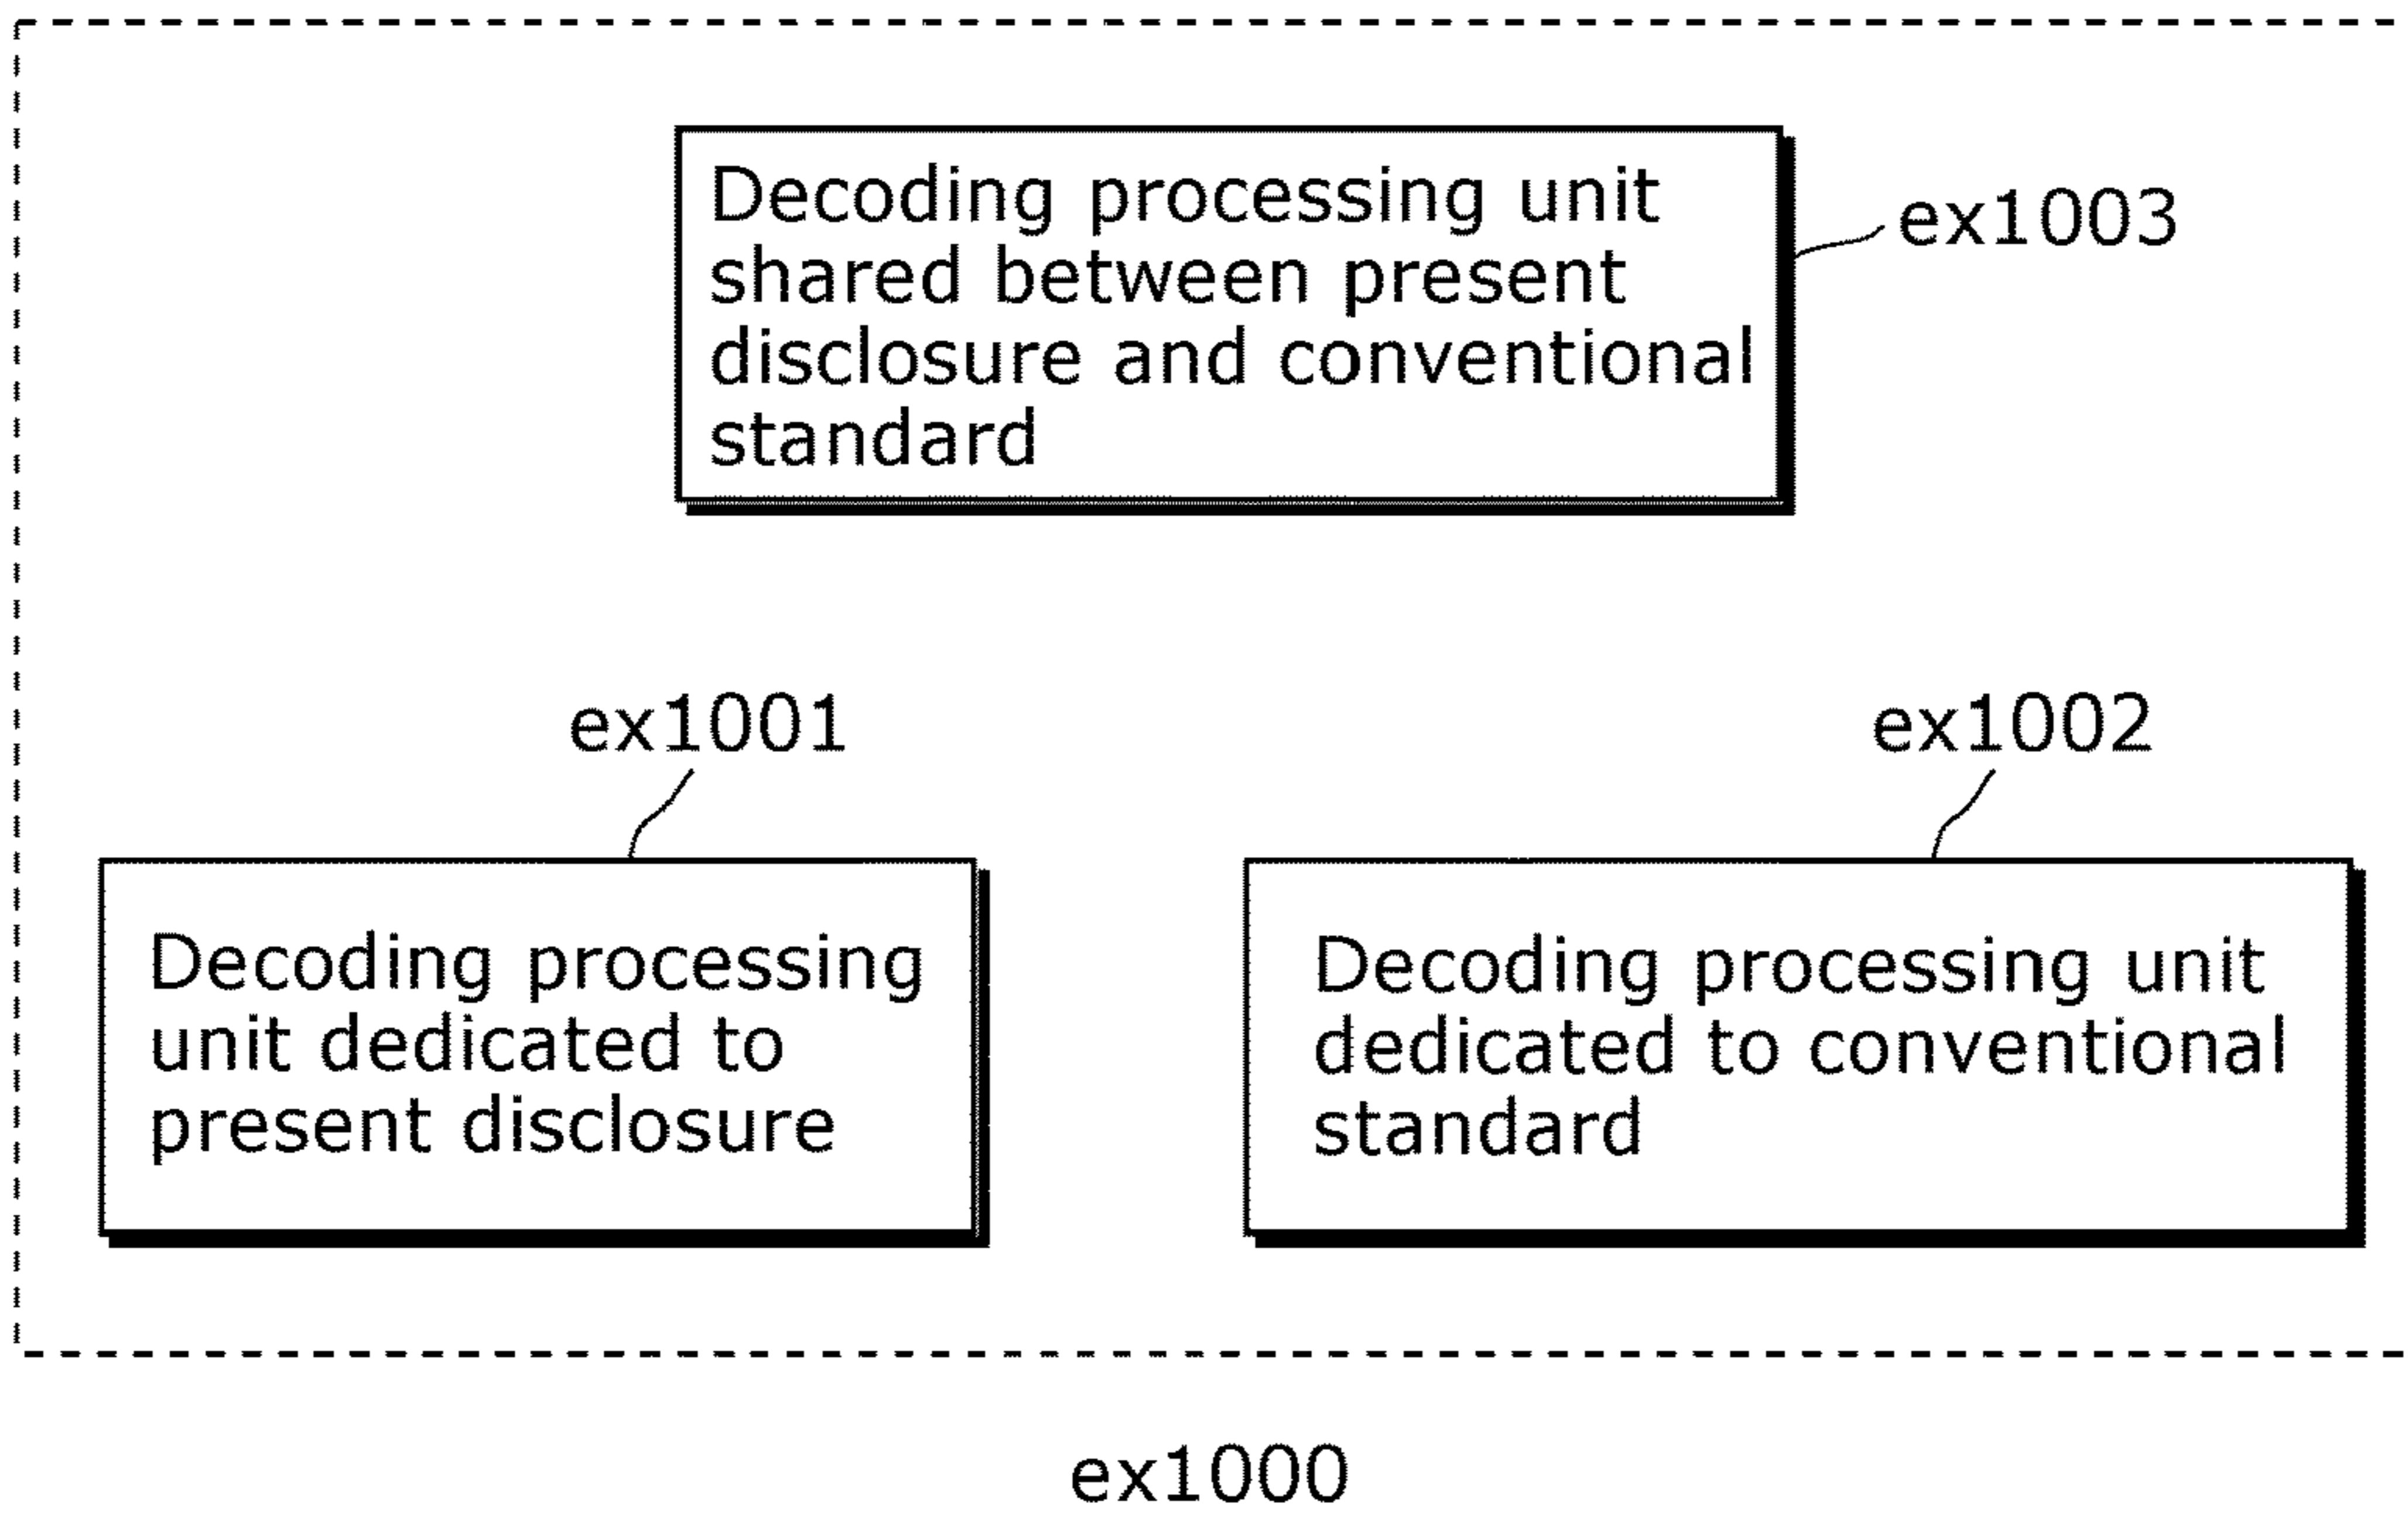 Decoding processing unit
shared between present
disclosure and conventional
standard
ex1003
ex1001
ex1002
Decoding processing
unit dedicated to
present disclosure
Decoding processing unit
dedicated to conventional
standard
ex1000